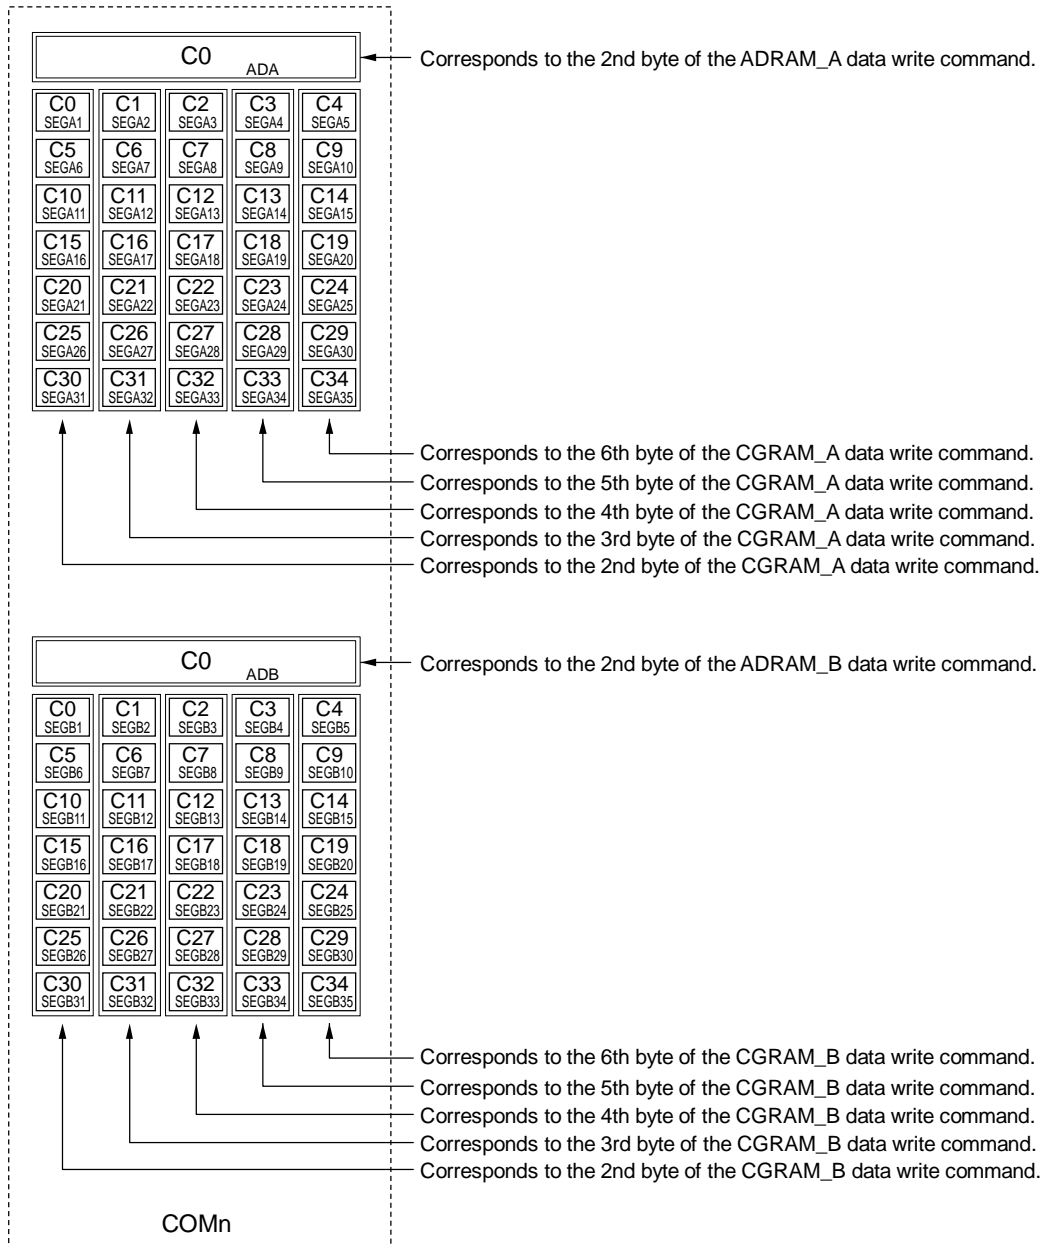 C0 ADA
Corresponds to the 2nd byte of the ADRAM_A data write command.
C0 C1 C2 C3 C4
SEGA1 SEGA2 SEGA3 SEGA4 SEGA5
C5 C6 C7 C8 C9
SEGA6 SEGA7 SEGA8 SEGA9 SEGA10
C10 C11 C12 C13 C14
SEGA11 SEGA12 SEGA13 SEGA14 SEGA15
C15 C16 C17 C18 C19
SEGA16 SEGA17 SEGA18 SEGA19 SEGA20
C20 C21 C22 C23 C24
SEGA21 SEGA22 SEGA23 SEGA24 SEGA25
C25 C26 C27 C28 C29
SEGA26 SEGA27 SEGA28 SEGA29 SEGA30
C30 C31 C32 C33 C34
SEGA31 SEGA32 SEGA33 SEGA34 SEGA35
Corresponds to the 6th byte of the CGRAM_A data write command.
Corresponds to the 5th byte of the CGRAM_A data write command.
Corresponds to the 4th byte of the CGRAM_A data write command.
Corresponds to the 3rd byte of the CGRAM_A data write command.
Corresponds to the 2nd byte of the CGRAM_A data write command.
C0 ADB
Corresponds to the 2nd byte of the ADRAM_B data write command.
C0 C1 C2 C3 C4
SEGB1 SEGB2 SEGB3 SEGB4 SEGB5
C5 C6 C7 C8 C9
SEGB6 SEGB7 SEGB8 SEGB9 SEGB10
C10 C11 C12 C13 C14
SEGB11 SEGB12 SEGB13 SEGB14 SEGB15
C15 C16 C17 C18 C19
SEGB16 SEGB17 SEGB18 SEGB19 SEGB20
C20 C21 C22 C23 C24
SEGB21 SEGB22 SEGB23 SEGB24 SEGB25
C25 C26 C27 C28 C29
SEGB26 SEGB27 SEGB28 SEGB29 SEGB30
C30 C31 C32 C33 C34
SEGB31 SEGB32 SEGB33 SEGB34 SEGB35
Corresponds to the 6th byte of the CGRAM_B data write command.
Corresponds to the 5th byte of the CGRAM_B data write command.
Corresponds to the 4th byte of the CGRAM_B data write command.
Corresponds to the 3rd byte of the CGRAM_B data write command.
Corresponds to the 2nd byte of the CGRAM_B data write command.
COMn